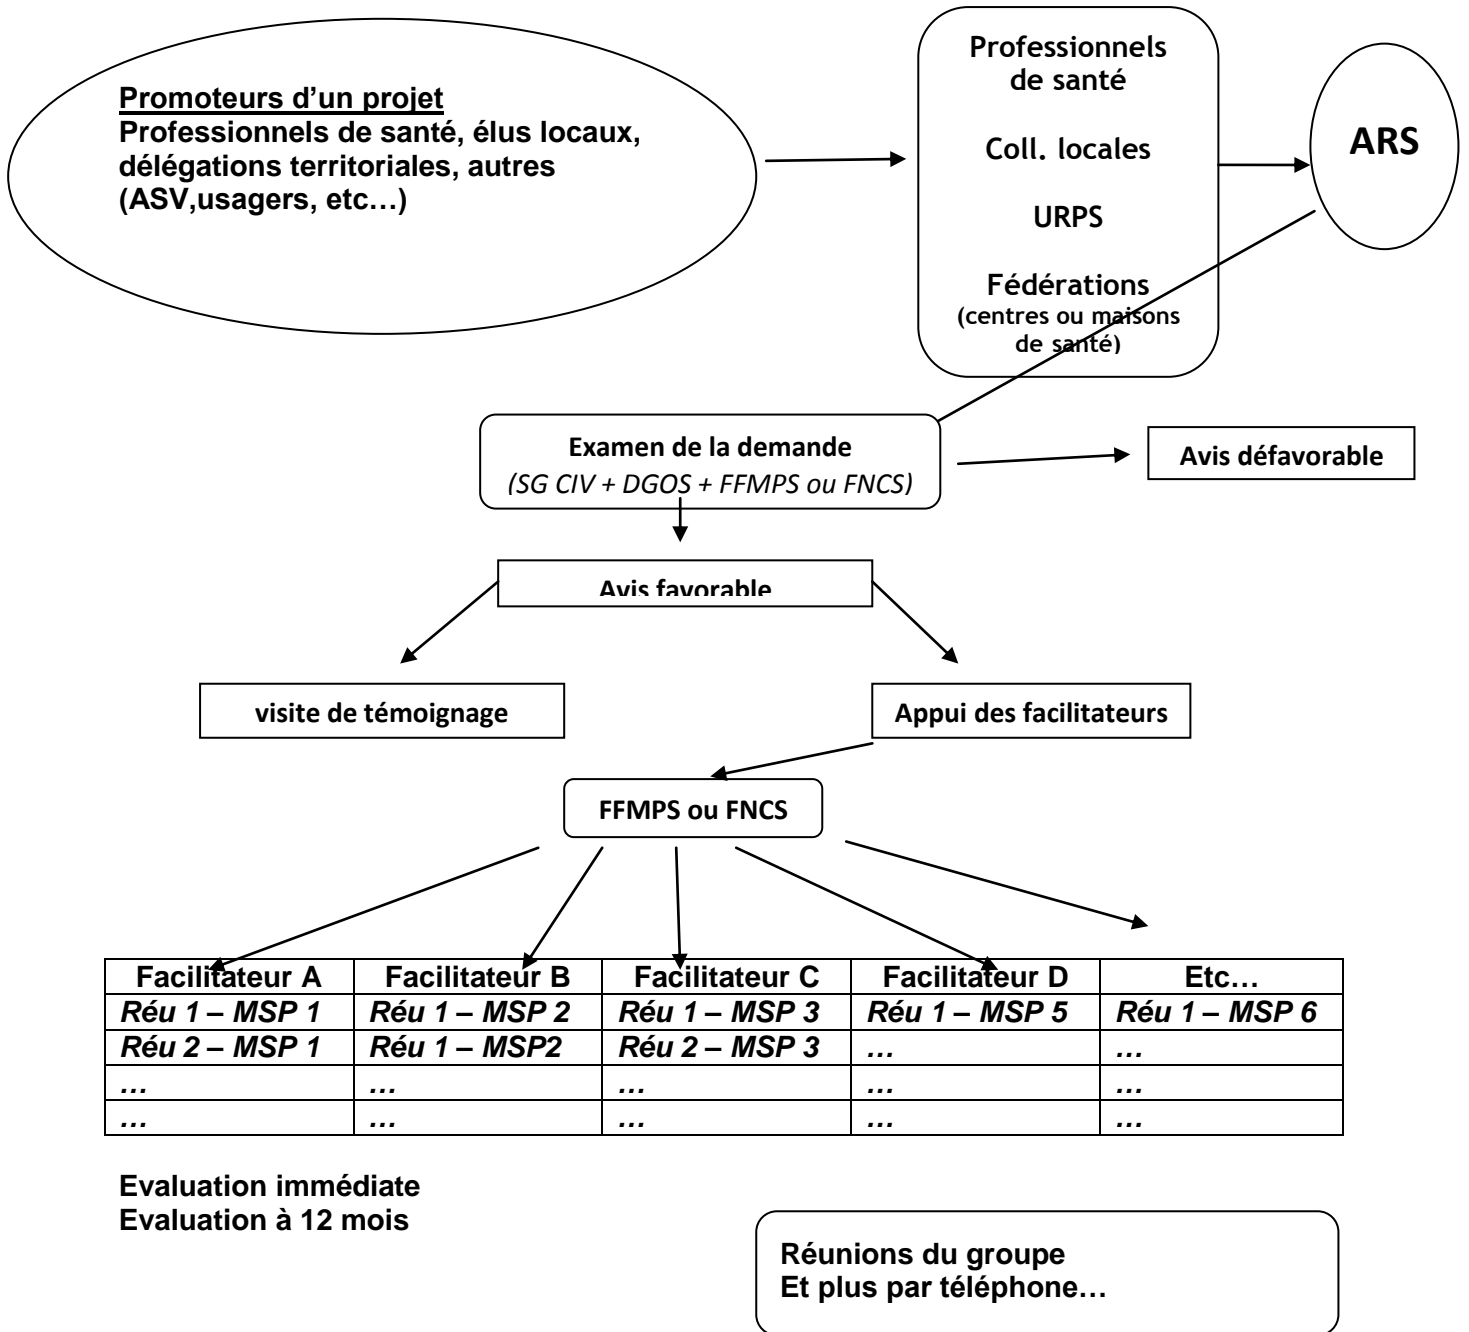 Promoteurs d’un projet
Professionnels de santé, élus locaux,
délégations territoriales, autres
(ASV,usagers, etc…)
Professionnels
de santé
Coll. locales
URPS
Fédérations
(centres ou maisons
de santé)
ARS
Examen de la demande
(SG CIV + DGOS + FFMPS ou FNCS)
Avis défavorable
Avis favorable
visite de témoignage
Appui des facilitateurs
FFMPS ou FNCS
Facilitateur A Facilitateur B Facilitateur C Facilitateur D Etc…
Réu 1 – MSP 1 Réu 1 – MSP 2 Réu 1 – MSP 3 Réu 1 – MSP 5 Réu 1 – MSP 6
Réu 2 – MSP 1 Réu 1 – MSP2 Réu 2 – MSP 3 … …
… … … … …
… … … … …
Evaluation immédiate
Evaluation à 12 mois
Réunions du groupe
Et plus par téléphone…